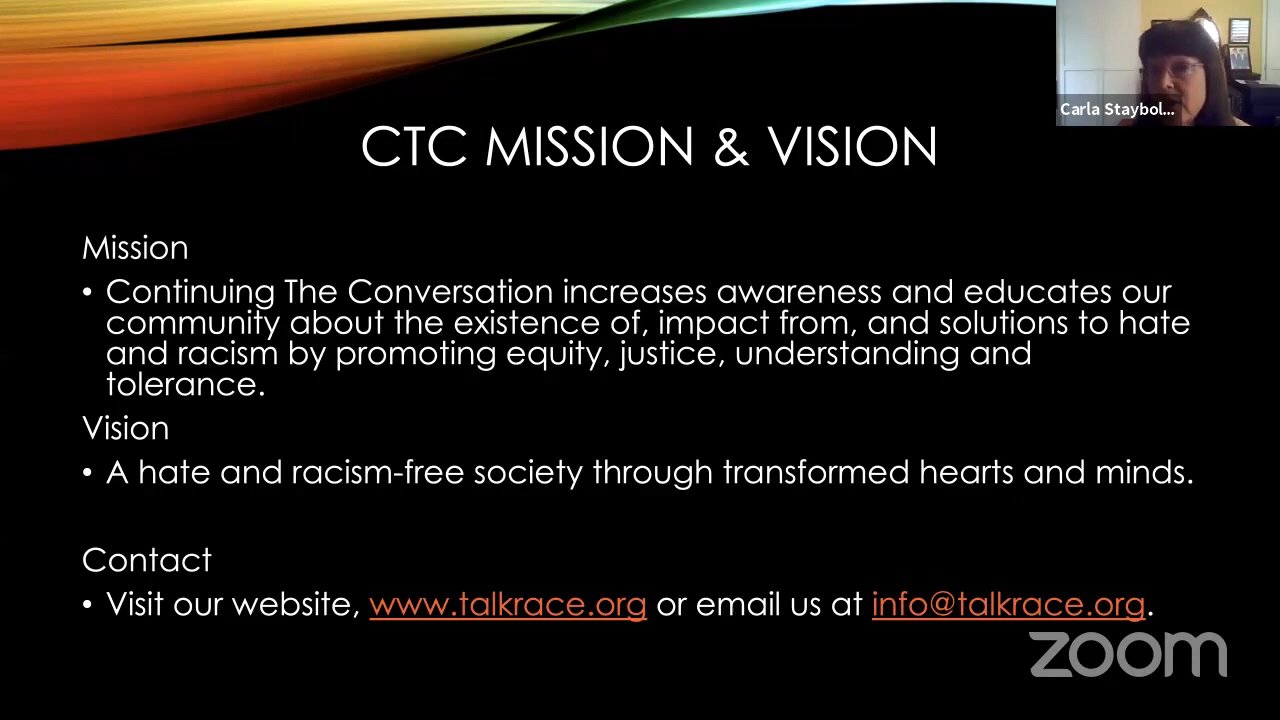 Carla Staybol...
CTC MISSION & VISION
Mission
• Continuing The Conversation increases awareness and educates our
community about the existence of, impact from, and solutions to hate
and racism by promoting equity, justice, understanding and
tolerance.
Vision
• A hate and racism-free society through transformed hearts and minds.
Contact
• Visit our website, www.talkrace.org or email us at info@talkrace.org.
zoom